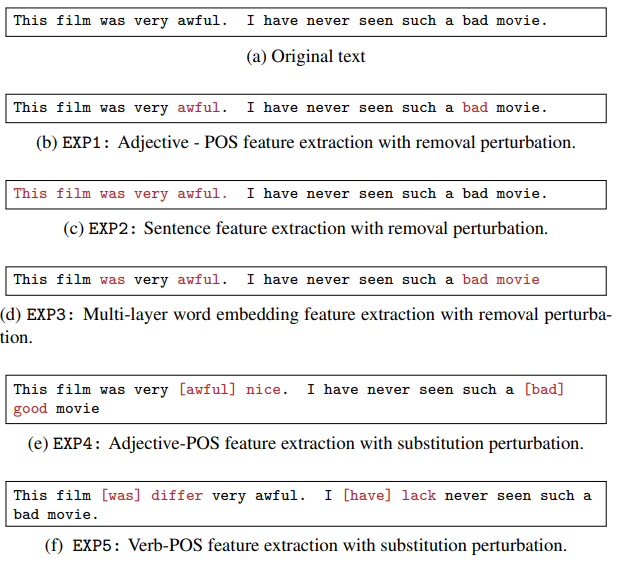 This film was very awful. I have never seen such a bad movie.
(a) Original text
This film was very awful. I have never seen such a bad movie.
(b) EXP1: Adjective - POS feature extraction with removal perturbation.
This film was very awful. I have never seen such a bad movie.
(c) EXP2: Sentence feature extraction with removal perturbation.
This film was very awful. I have never seen such a bad movie
(d) EXP3: Multi-layer word embedding feature extraction with removal perturba-
tion.
This film was very [awful] nice. I have never seen such a [bad]
good movie
(e) EXP4: Adjective-POS feature extraction with substitution perturbation.
This film [was] differ very awful. I [have] lack never seen such a
bad movie.
(f) EXP5: Verb-POS feature extraction with substitution perturbation.